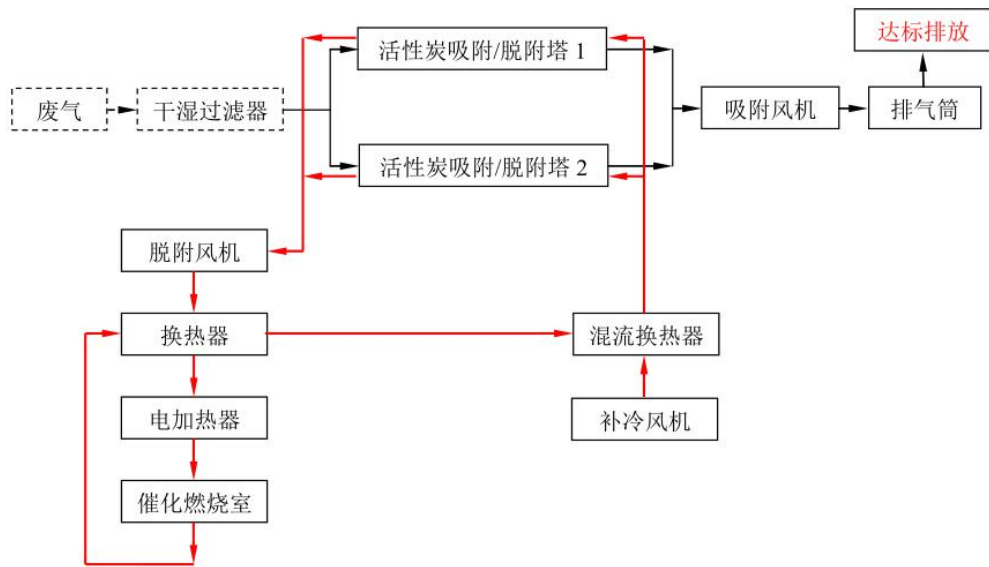 达标排放
活性炭吸附/脱附塔 1
废气
干湿过滤器
吸附风机
排气筒
活性炭吸附/脱附塔 2
脱附风机
换热器
混流换热器
电加热器
补冷风机
催化燃烧室